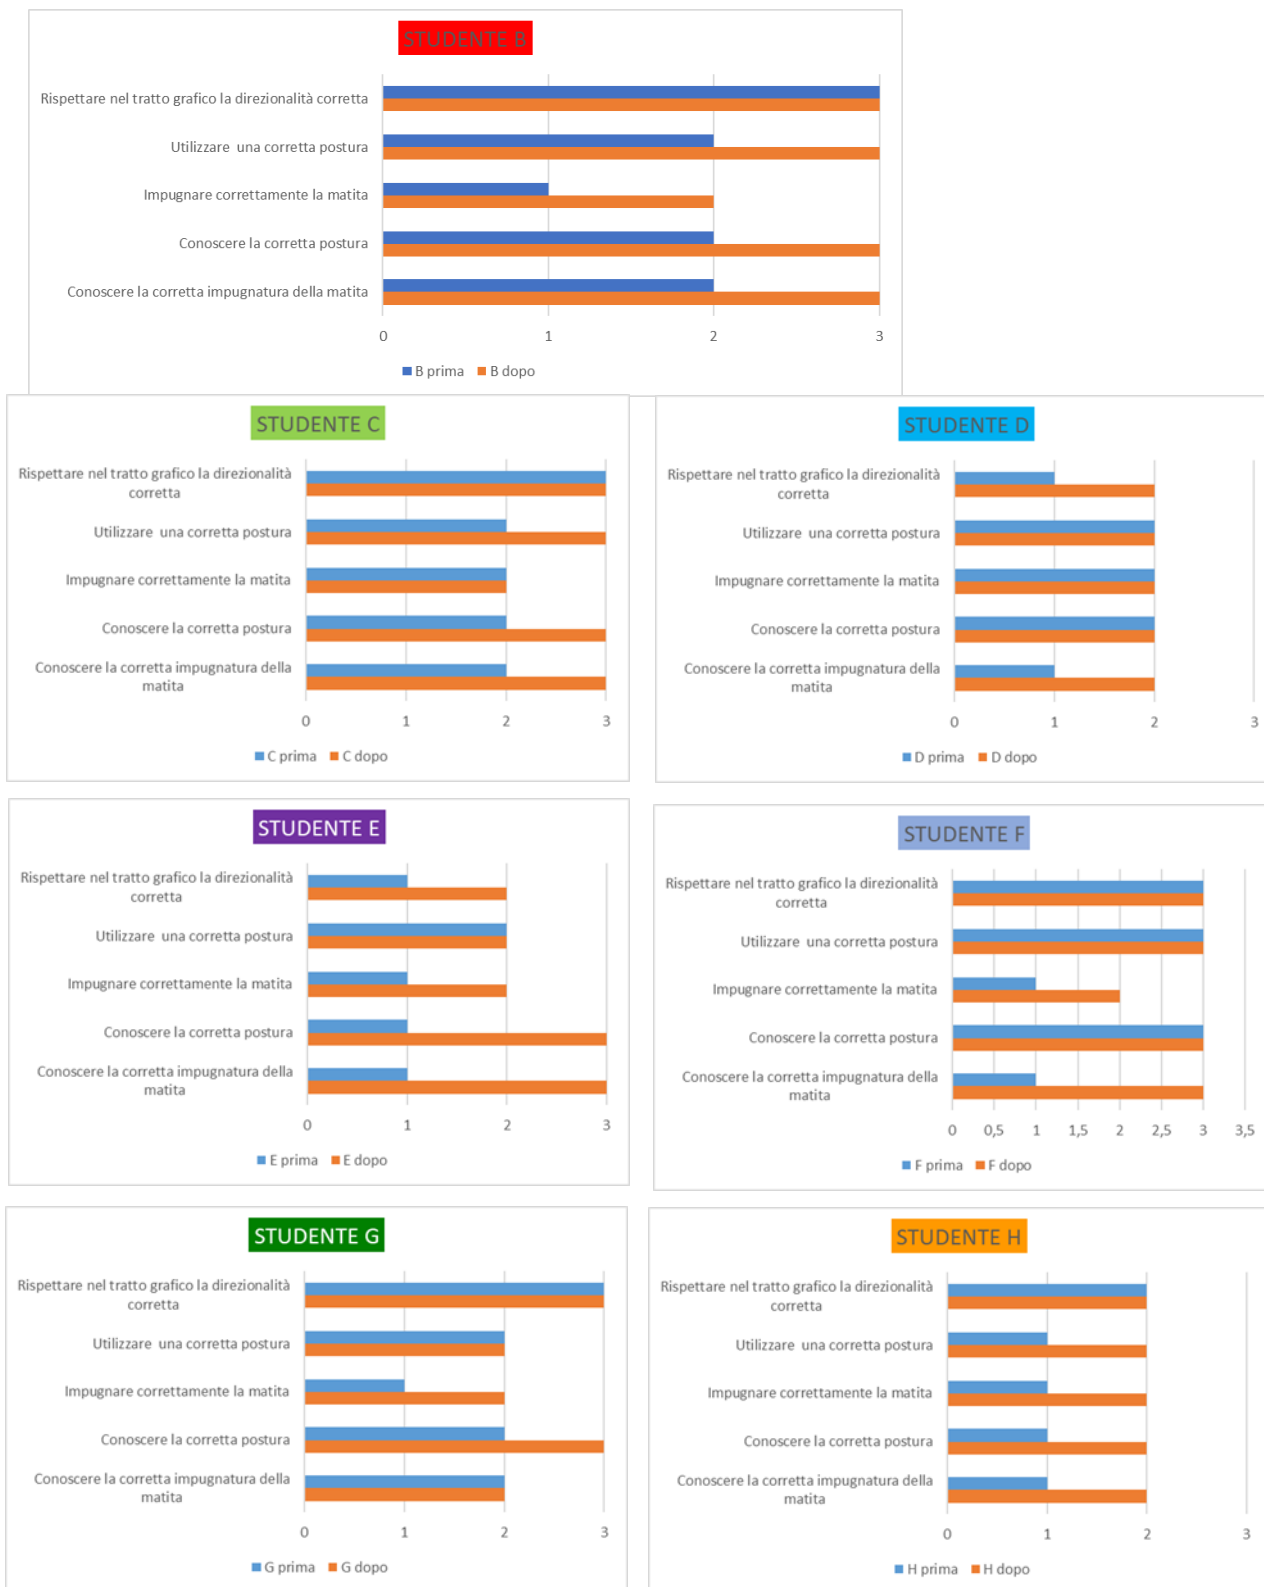 STUDENTE B
Rispettare nel tratto grafico la direzionalità corretta
Utilizzare  una corretta postura
Impugnare correttamente la matita
Conoscere la corretta postura
Conoscere la corretta impugnatura della matita
0 1 2 3
B prima B dopo
STUDENTE C
Rispettare nel tratto grafico la direzionalità
corretta
Utilizzare  una corretta postura
Impugnare correttamente la matita
Conoscere la corretta postura
Conoscere la corretta impugnatura della
matita
0 1 2 3
C prima C dopo
STUDENTE D
Rispettare nel tratto grafico la direzionalità
corretta
Utilizzare  una corretta postura
Impugnare correttamente la matita
Conoscere la corretta postura
Conoscere la corretta impugnatura della
matita
0 1 2 3
D prima D dopo
STUDENTE E
Rispettare nel tratto grafico la direzionalità
corretta
Utilizzare  una corretta postura
Impugnare correttamente la matita
Conoscere la corretta postura
Conoscere la corretta impugnatura della
matita
0 1 2 3
E prima E dopo
STUDENTE F
Rispettare nel tratto grafico la direzionalità
corretta
Utilizzare  una corretta postura
Impugnare correttamente la matita
Conoscere la corretta postura
Conoscere la corretta impugnatura della
matita
0 0,5 1 1,5 2 2,5 3 3,5
F prima F dopo
STUDENTE G
Rispettare nel tratto grafico la direzionalità
corretta
Utilizzare  una corretta postura
Impugnare correttamente la matita
Conoscere la corretta postura
Conoscere la corretta impugnatura della
matita
0 1 2 3
G prima G dopo
STUDENTE H
Rispettare nel tratto grafico la direzionalità
corretta
Utilizzare  una corretta postura
Impugnare correttamente la matita
Conoscere la corretta postura
Conoscere la corretta impugnatura della
matita
0 1 2 3
H prima H dopo